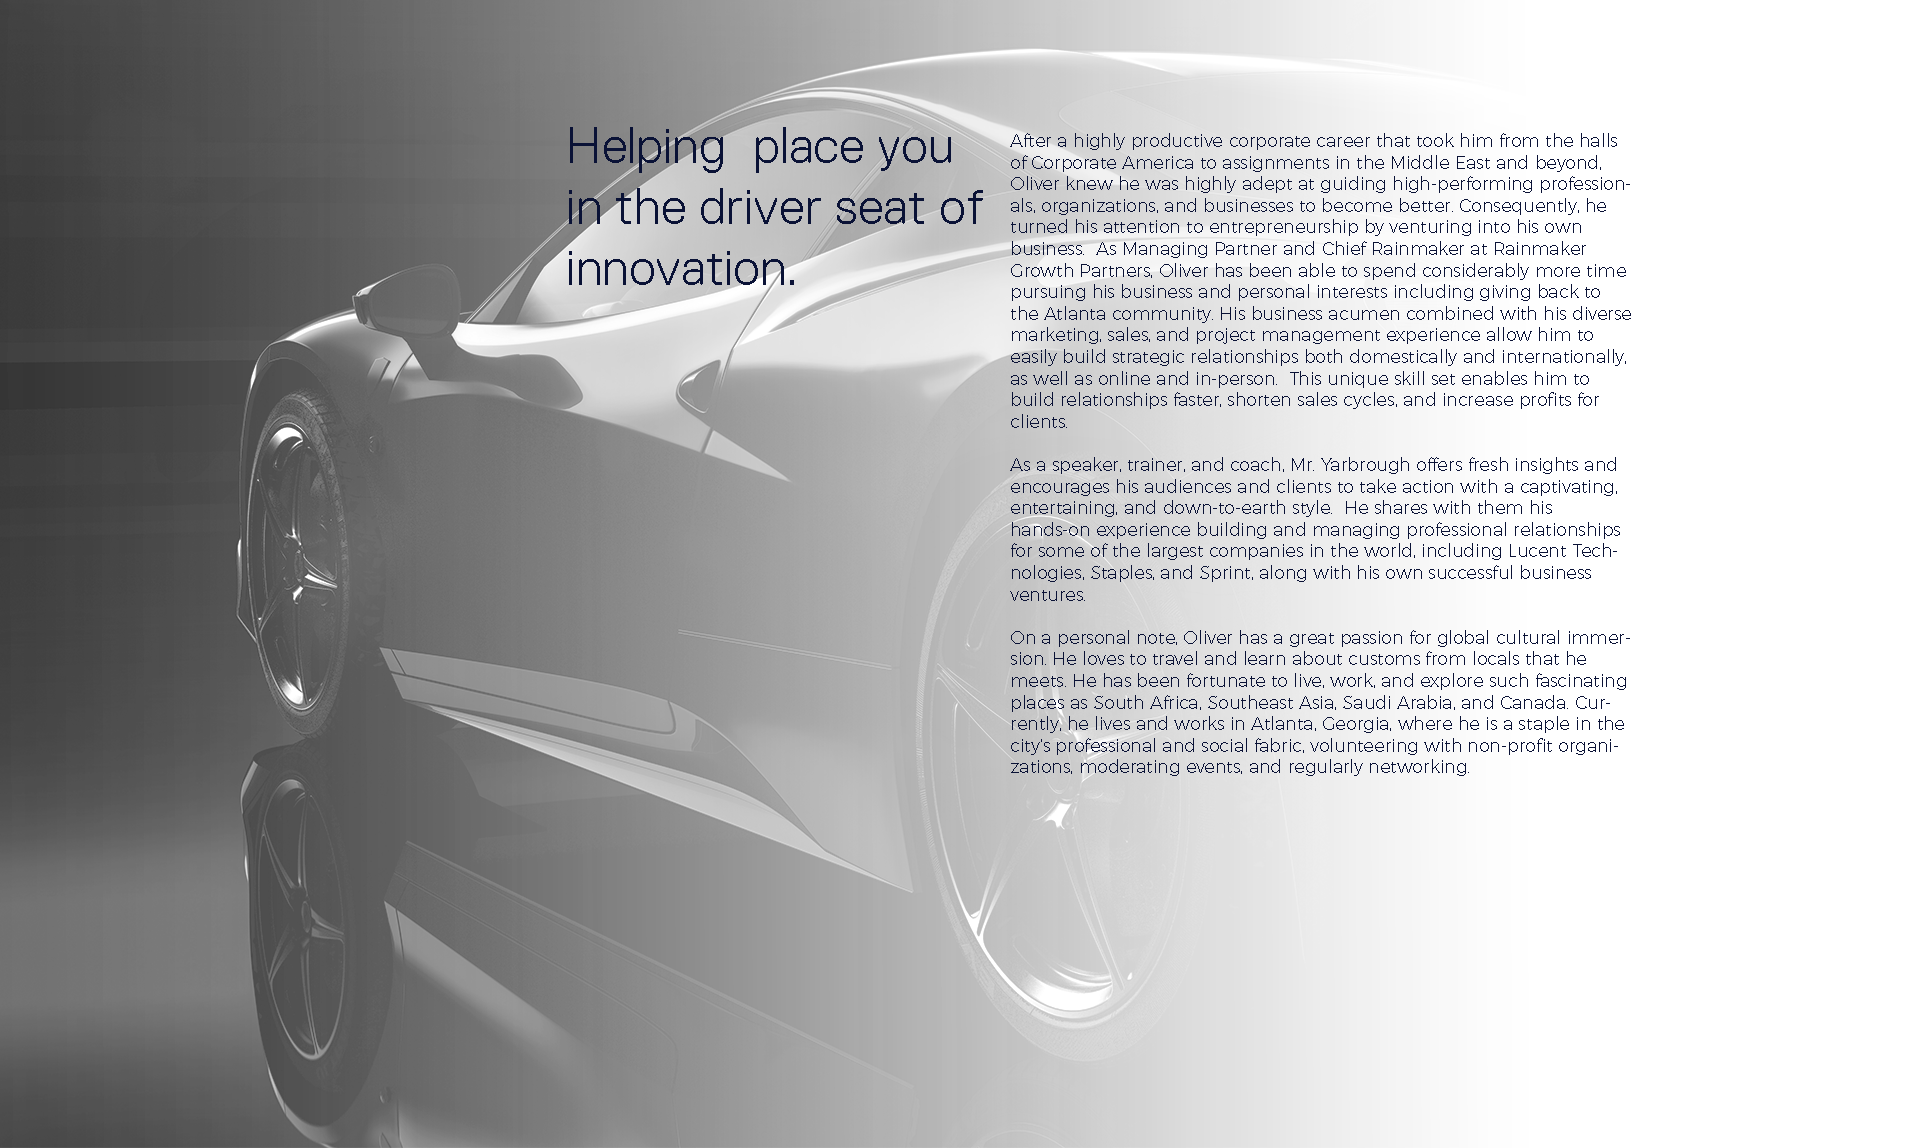 Helping  place you
in the driver seat of
innovation.
After a highly productive corporate career that took him from the halls
of Corporate America to assignments in the Middle East and beyond,
Oliver knew he was highly adept at guiding high-performing profession-
als, organizations, and businesses to become better. Consequently, he
turned his attention to entrepreneurship by venturing into his own
business.  As Managing Partner and Chief Rainmaker at Rainmaker
Growth Partners, Oliver has been able to spend considerably more time
pursuing his business and personal interests including giving back to
the Atlanta community. His business acumen combined with his diverse
marketing, sales, and project management experience allow him to
easily build strategic relationships both domestically and internationally,
as well as online and in-person.  This unique skill set enables him to
build relationships faster, shorten sales cycles, and increase profits for
clients.
As a speaker, trainer, and coach, Mr. Yarbrough offers fresh insights and
encourages his audiences and clients to take action with a captivating,
entertaining, and down-to-earth style.  He shares with them his
hands-on experience building and managing professional relationships
for some of the largest companies in the world, including Lucent Tech-
nologies, Staples, and Sprint, along with his own successful business
ventures.
On a personal note, Oliver has a great passion for global cultural immer-
sion. He loves to travel and learn about customs from locals that he
meets. He has been fortunate to live, work, and explore such fascinating
places as South Africa, Southeast Asia, Saudi Arabia, and Canada. Cur-
rently, he lives and works in Atlanta, Georgia, where he is a staple in the
city's professional and social fabric, volunteering with non-profit organi-
zations, moderating events, and regularly networking.